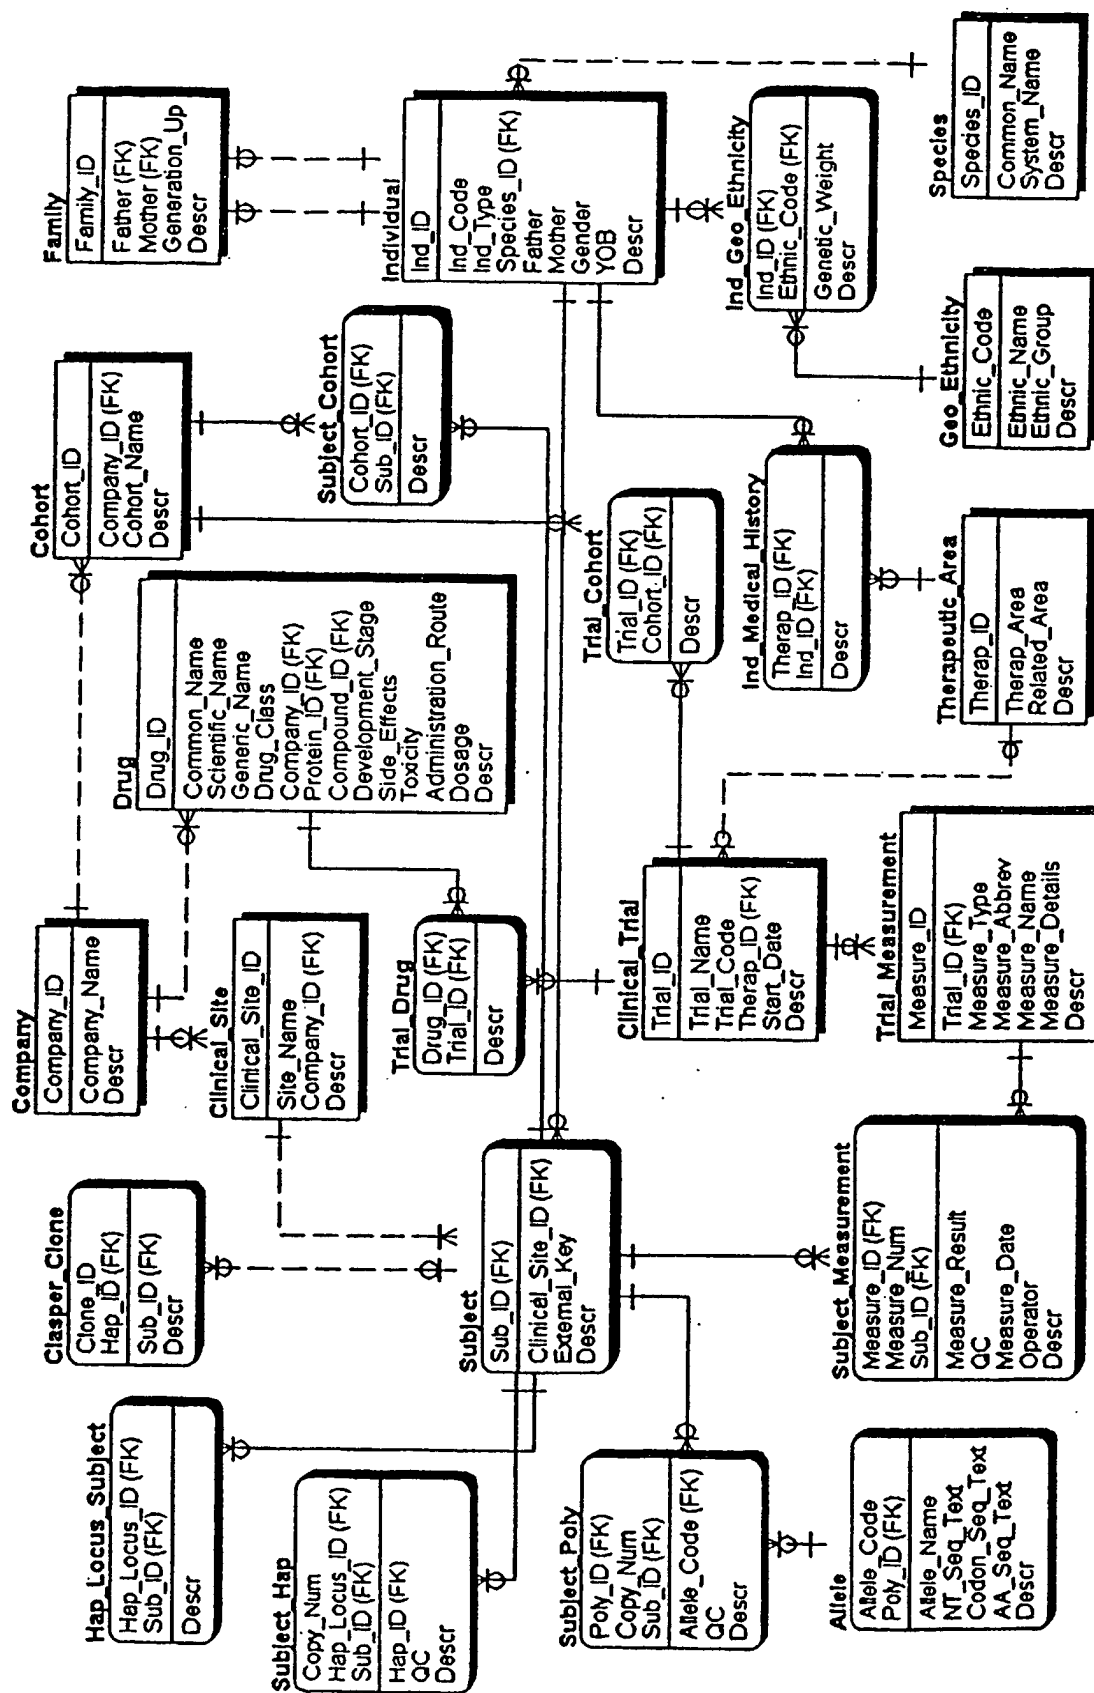 Family
Family_ID
Father (FK)
Mother (FK)
Generation_Up
Descr
Individual
Ind_ID
Ind_Code
Ind_Type
Species_ID (FK)
Father
Mother
Gender
YOB
Descr
Ind_Geo_Ethnicity
Ind_ID (FK)
Ethnic_Code (FK)
Genetic_Weight
Descr
Species
Species_ID
Common_Name
System_Name
Descr
Cohort
Cohort_ID
Company_ID (FK)
Cohort_Name
Descr
Subject_Cohort
Cohort_ID (FK)
Sub_ID (FK)
Descr
Trial_Cohort
Trial_ID (FK)
Cohort_ID (FK)
Descr
Ind_Medical_History
Therap_ID (FK)
Ind_ID (FK)
Descr
Geo_Ethnicity
Ethnic_Code
Ethnic_Name
Ethnic_Group
Descr
Therapeutic_Area
Therap_ID
Therap_Area
Related_Area
Descr
Drug
Drug_ID
Common_Name
Scientific_Name
Generic_Name
Drug_Class
Company_ID (FK)
Protein_ID (FK)
Compound_ID (FK)
Development_Stage
Side_Effects
Toxicity
Administration_Route
Dosage
Descr
Company
Company_ID
Company_Name
Descr
Clinical_Site
Clinical_Site_ID
Site_Name
Company_ID (FK)
Descr
Trial_Drug
Drug_ID (FK)
Trial_ID (FK)
Descr
Clinical_Trial
Trial_ID
Trial_Name
Trial_Code
Therap_ID (FK)
Start_Date
Descr
Trial_Measurement
Measure_ID
Trial_ID (FK)
Measure_Type
Measure_Abbrev
Measure_Name
Measure_Details
Descr
Clasper_Clone
Clone_ID
Hap_ID (FK)
Sub_ID (FK)
Descr
Subject
Sub_ID (FK)
Clinical_Site_ID (FK)
External_Key
Descr
Subject_Measurement
Measure_ID (FK)
Measure_Num
Sub_ID (FK)
Measure_Result
QC
Measure_Date
Operator
Descr
Hap_Locus_Subject
Hap_Locus_ID (FK)
Sub_ID (FK)
Descr
Subject_Hap
Copy_Num
Hap_Locus_ID (FK)
Sub_ID (FK)
Hap_ID (FK)
QC
Descr
Subject_Poly
Poly_ID (FK)
Copy_Num
Sub_ID (FK)
Allele_Code (FK)
QC
Descr
Allele
Allele_Code
Poly_ID (FK)
Allele_Name
NT_Seq_Text
Codon_Seq_Text
AA_Seq_Text
Descr